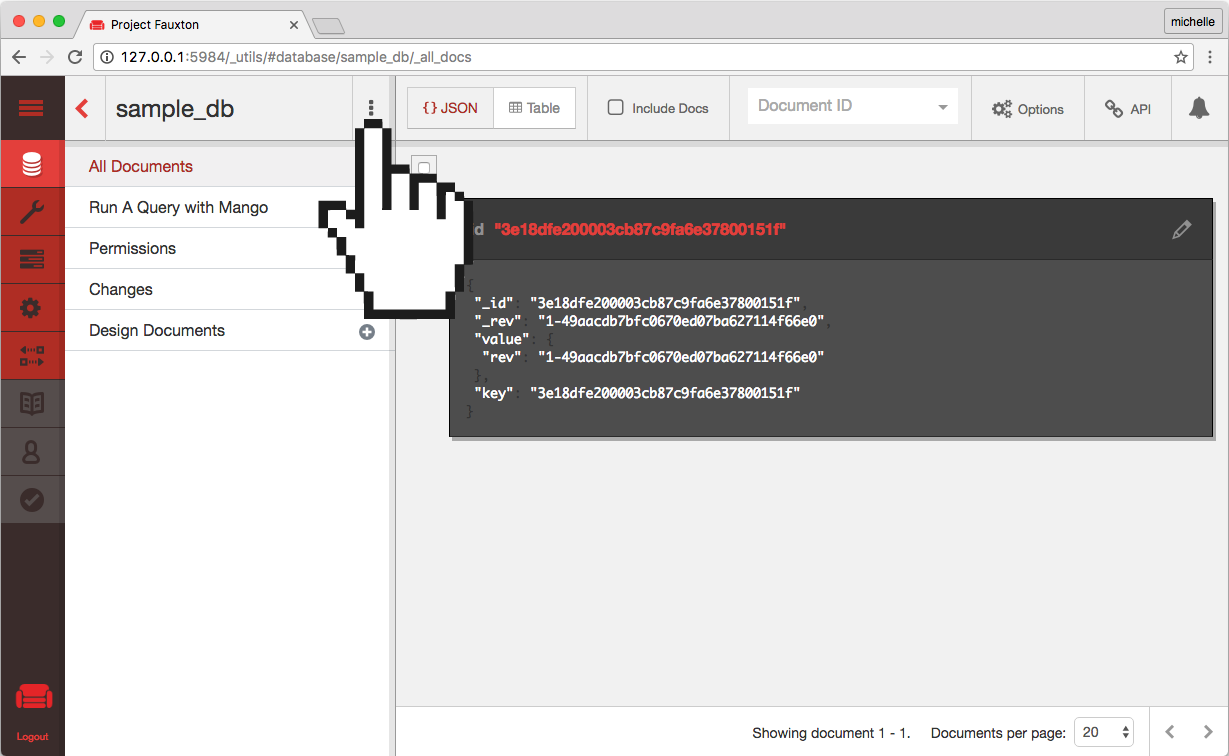 Project Fauxton
michelle
127.0.0.1:5984/_utils/#database/sample_db/_all_docs
sample_db
{} JSON
Table
Include Docs
Document ID
Options
API
All Documents
Run A Query with Mango
Permissions
Changes
Design Documents
id "3e18dfe200003cb87c9fa6e37800151f"
{
"_id": "3e18dfe200003cb87c9fa6e37800151f",
"_rev": "1-49aacdb7bfc0670ed07ba627114f66e0",
"value": {
"rev": "1-49aacdb7bfc0670ed07ba627114f66e0"
},
"key": "3e18dfe200003cb87c9fa6e37800151f"
}
Logout
Showing document 1 - 1.
Documents per page: 20